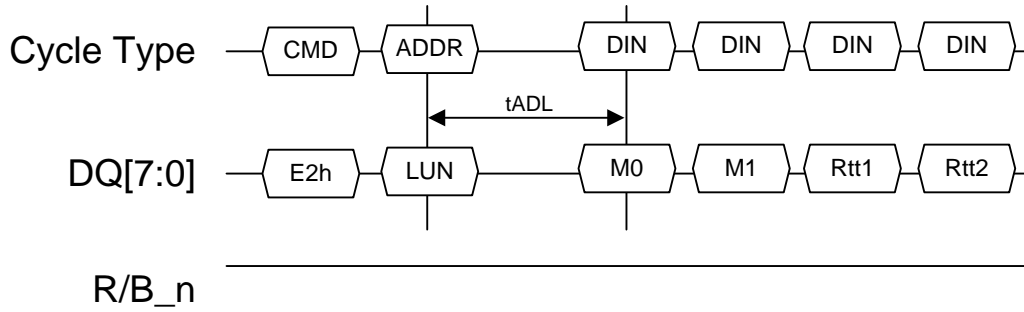 Cycle Type CMD ADDR DIN DIN DIN DIN
tADL
DQ[7:0] E2h LUN M0 M1 Rtt1 Rtt2
R/B_n